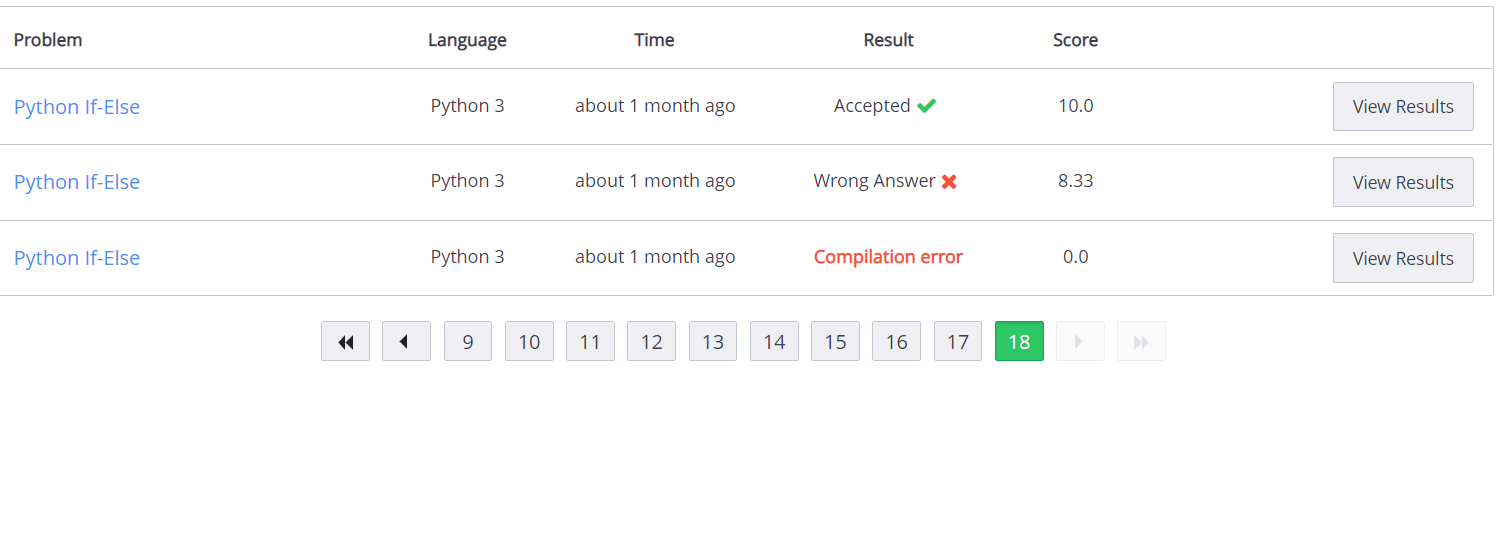 Problem Language Time Result Score
Python If-Else Python 3 about 1 month ago Accepted 10.0 View Results
Python If-Else Python 3 about 1 month ago Wrong Answer 8.33 View Results
Python If-Else Python 3 about 1 month ago Compilation error 0.0 View Results
9 10 11 12 13 14 15 16 17 18